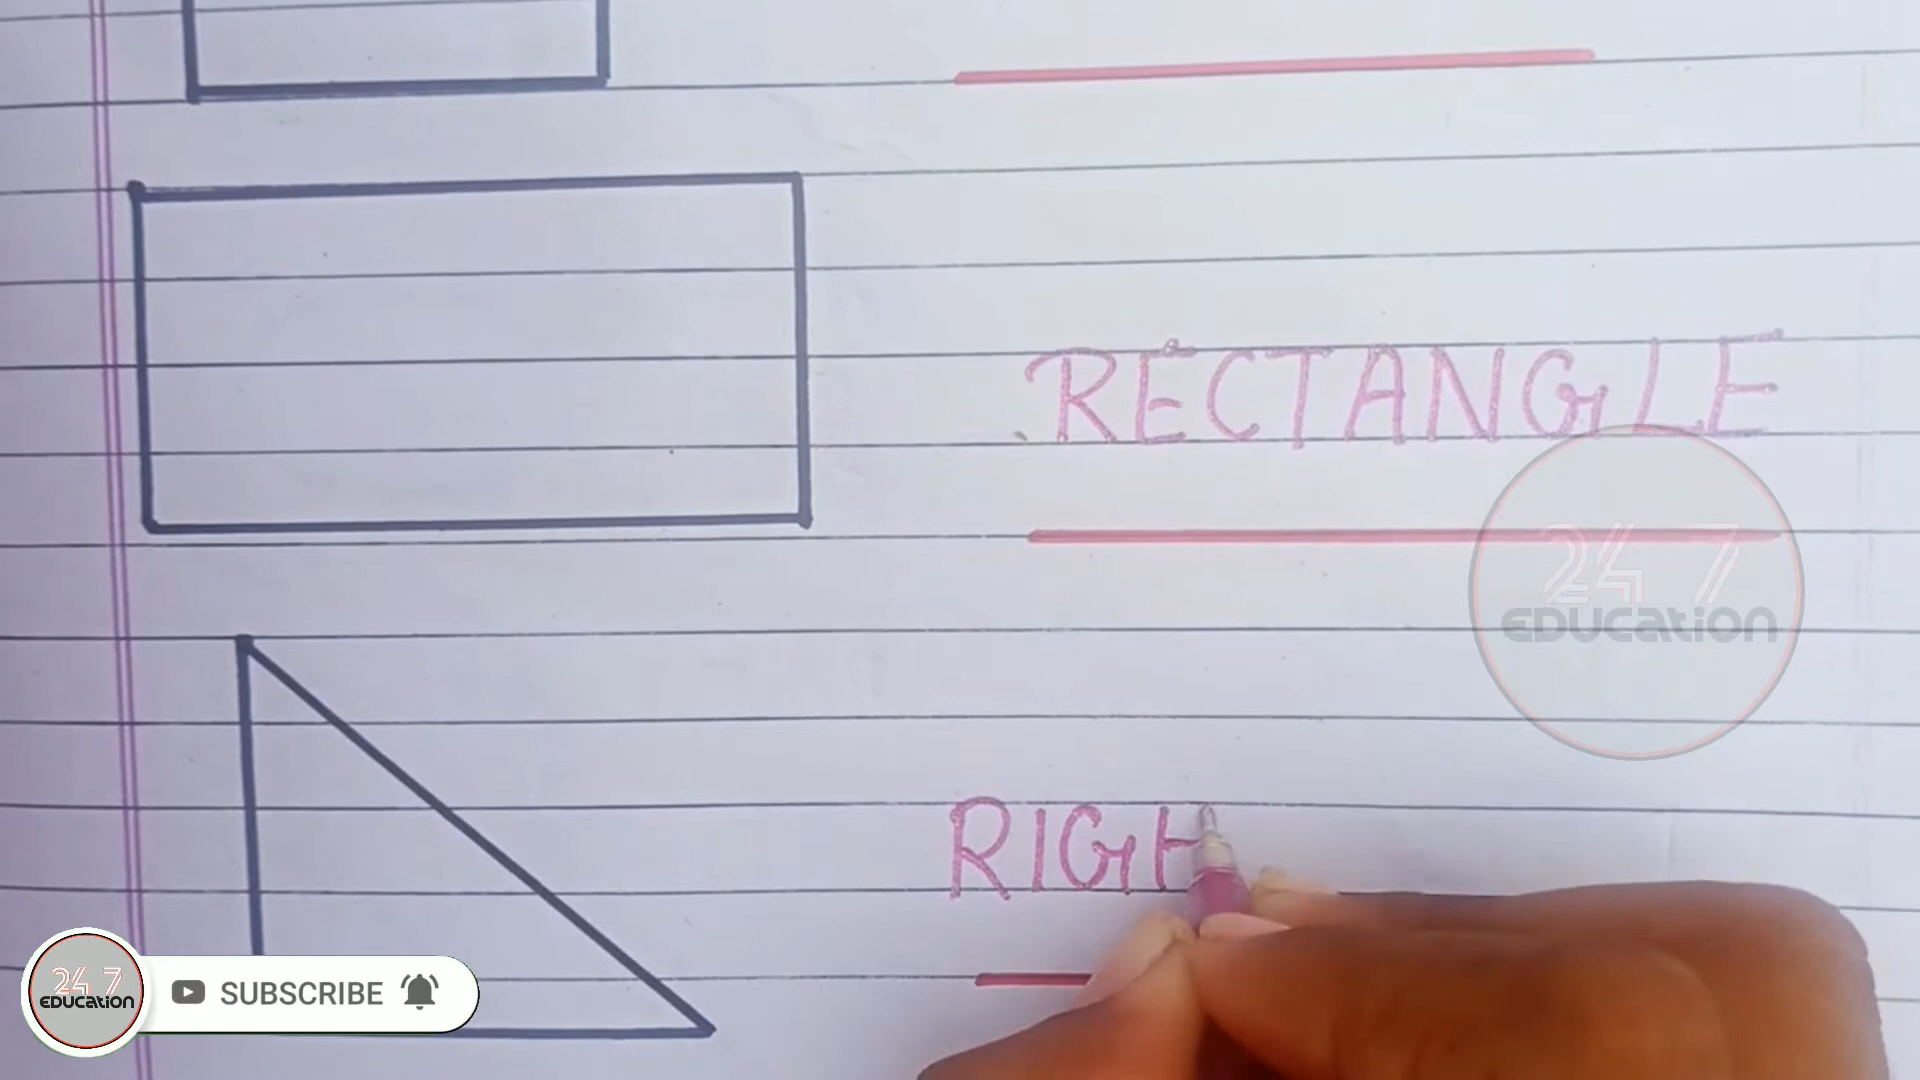 RECTANGLE
24 7
EDUCATION
RIGH
24 7
EDUCATION
SUBSCRIBE